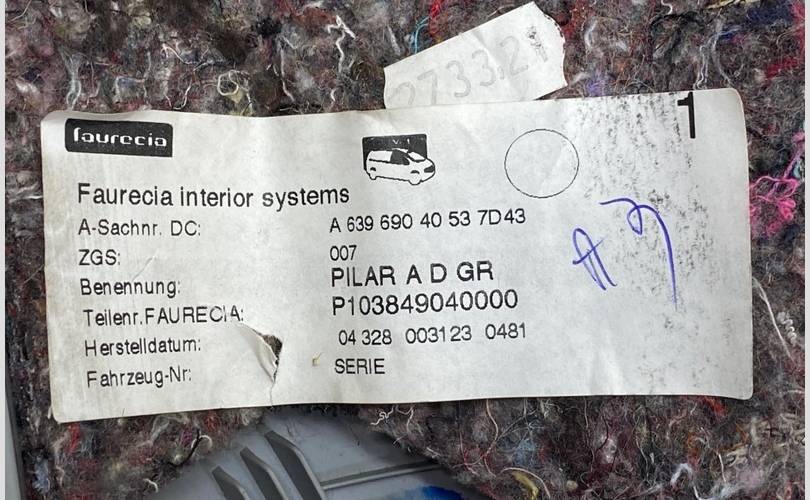 2733.21
faurecia
1
Faurecia interior systems
A-Sachnr. DC: A 639 690 40 53 7D43
ZGS: 007
Benennung: PILAR A D GR
Teilenr.FAURECIA: P103849040000
Herstelldatum: 04 328 003123 0481
Fahrzeug-Nr: SERIE